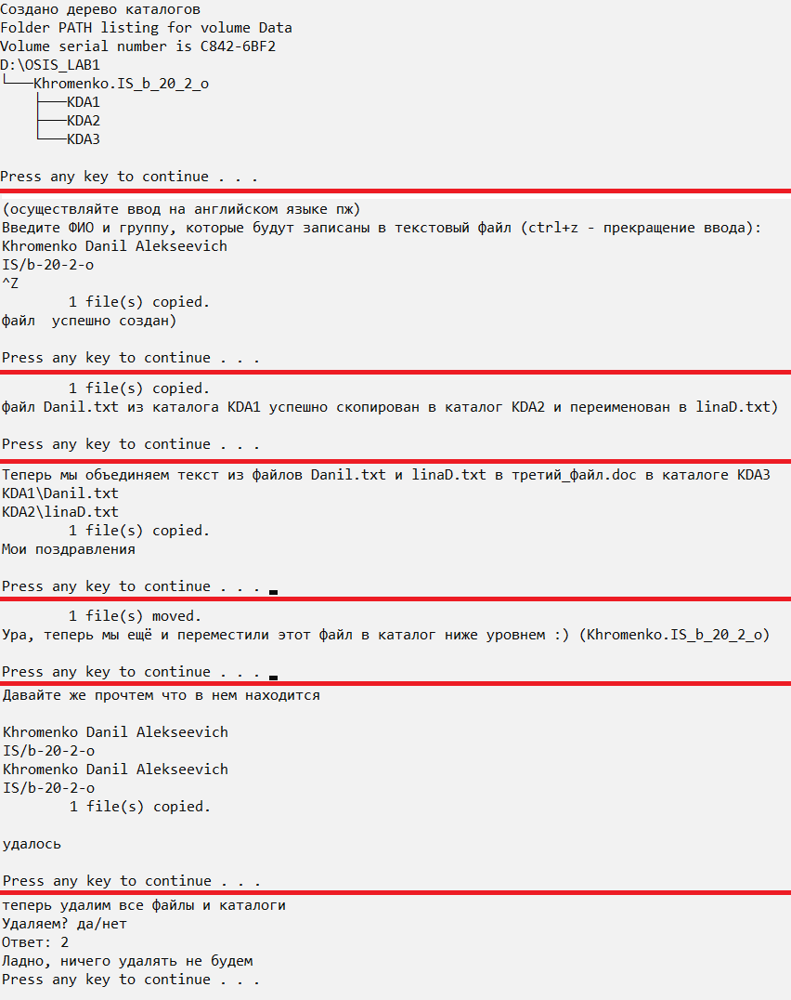 Создано дерево каталогов
Folder PATH listing for volume Data
Volume serial number is C842-6BF2
D:\OSIS_LAB1
└───Khromenko.IS_b_20_2_o
    ├───KDA1
    ├───KDA2
    └───KDA3
Press any key to continue . . .
(осуществляйте ввод на английском языке пж)
Введите ФИО и группу, которые будут записаны в текстовый файл (ctrl+z - прекращение ввода):
Khromenko Danil Alekseevich
IS/b-20-2-o
^Z
        1 file(s) copied.
файл  успешно создан)
Press any key to continue . . .
        1 file(s) copied.
файл Danil.txt из каталога KDA1 успешно скопирован в каталог KDA2 и переименован в linaD.txt)
Press any key to continue . . .
Теперь мы объединяем текст из файлов Danil.txt и linaD.txt в третий_файл.doc в каталоге KDA3
KDA1\Danil.txt
KDA2\linaD.txt
        1 file(s) copied.
Мои поздравления
Press any key to continue . . .
        1 file(s) moved.
Ура, теперь мы ещё и переместили этот файл в каталог ниже уровнем :) (Khromenko.IS_b_20_2_o)
Press any key to continue . . .
Давайте же прочтем что в нем находится
Khromenko Danil Alekseevich
IS/b-20-2-o
Khromenko Danil Alekseevich
IS/b-20-2-o
        1 file(s) copied.
удалось
Press any key to continue . . .
теперь удалим все файлы и каталоги
Удаляем? да/нет
Ответ: 2
Ладно, ничего удалять не будем
Press any key to continue . . .